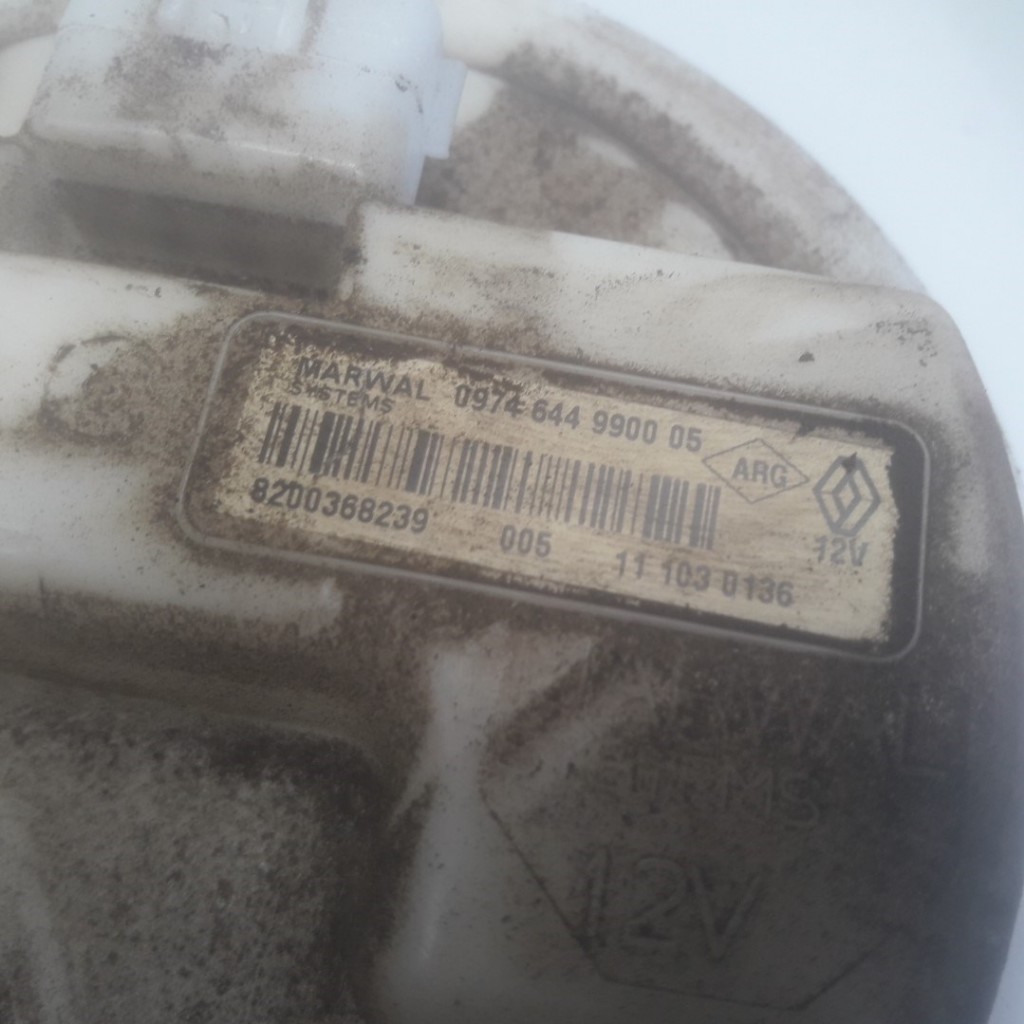 MARWAL 0974 644 9900 05
SYSTEMS
ARG
8200368239 005 11 103 0136
12V
12V